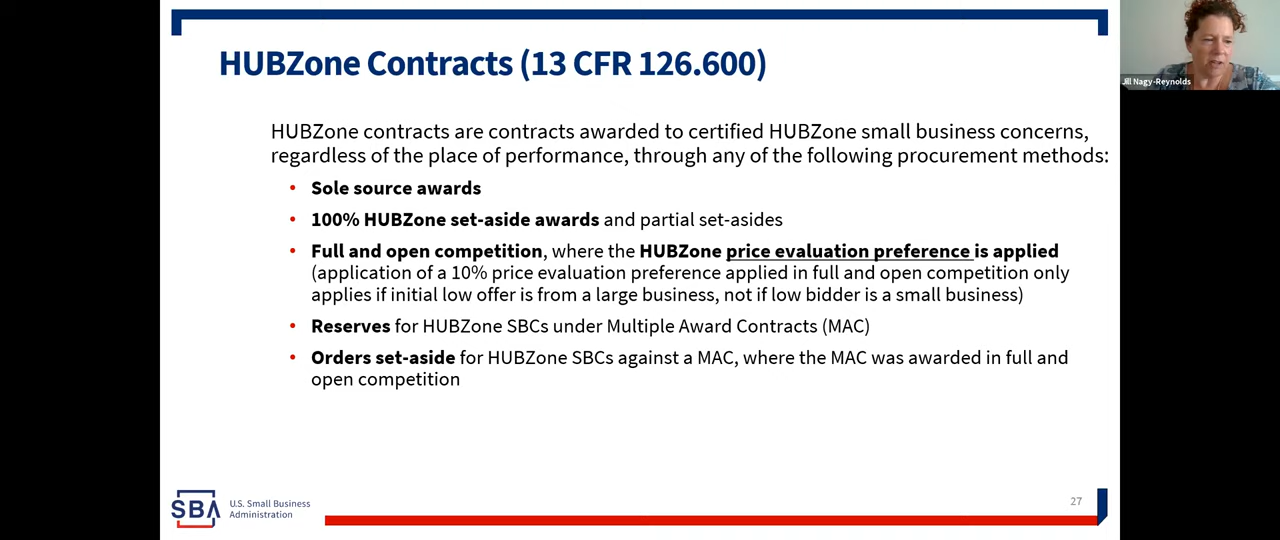 HUBZone Contracts (13 CFR 126.600)
Jill Nagy-Reynolds
HUBZone contracts are contracts awarded to certified HUBZone small business concerns,
regardless of the place of performance, through any of the following procurement methods:
• Sole source awards
• 100% HUBZone set-aside awards and partial set-asides
• Full and open competition, where the HUBZone price evaluation preference is applied
(application of a 10% price evaluation preference applied in full and open competition only
applies if initial low offer is from a large business, not if low bidder is a small business)
• Reserves for HUBZone SBCs under Multiple Award Contracts (MAC)
• Orders set-aside for HUBZone SBCs against a MAC, where the MAC was awarded in full and
open competition
SBA
U.S. Small Business
Administration
27